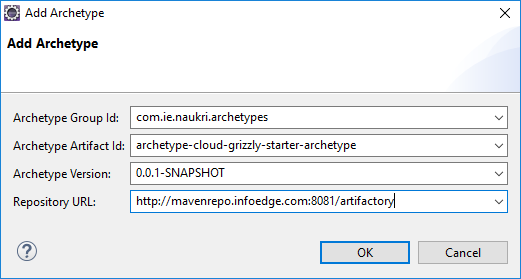 Add Archetype
Add Archetype
Archetype Group Id: com.ie.naukri.archetypes
Archetype Artifact Id: archetype-cloud-grizzly-starter-archetype
Archetype Version: 0.0.1-SNAPSHOT
Repository URL: http://mavenrepo.infoedge.com:8081/artifactory
? OK Cancel